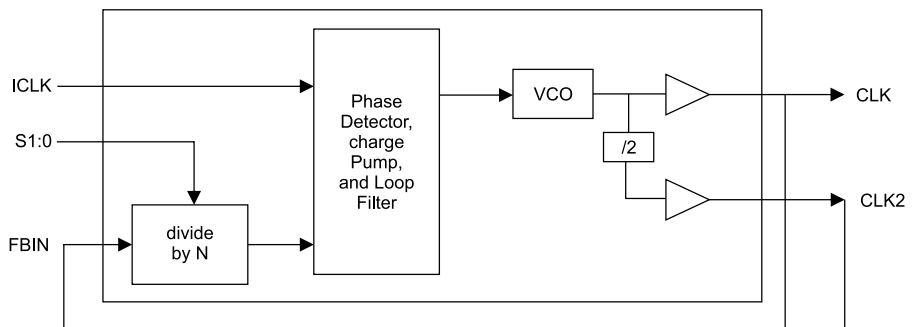 ICLK
S1:0
FBIN
divide
by N
Phase
Detector,
charge
Pump,
and Loop
Filter
VCO
/2
CLK
CLK2